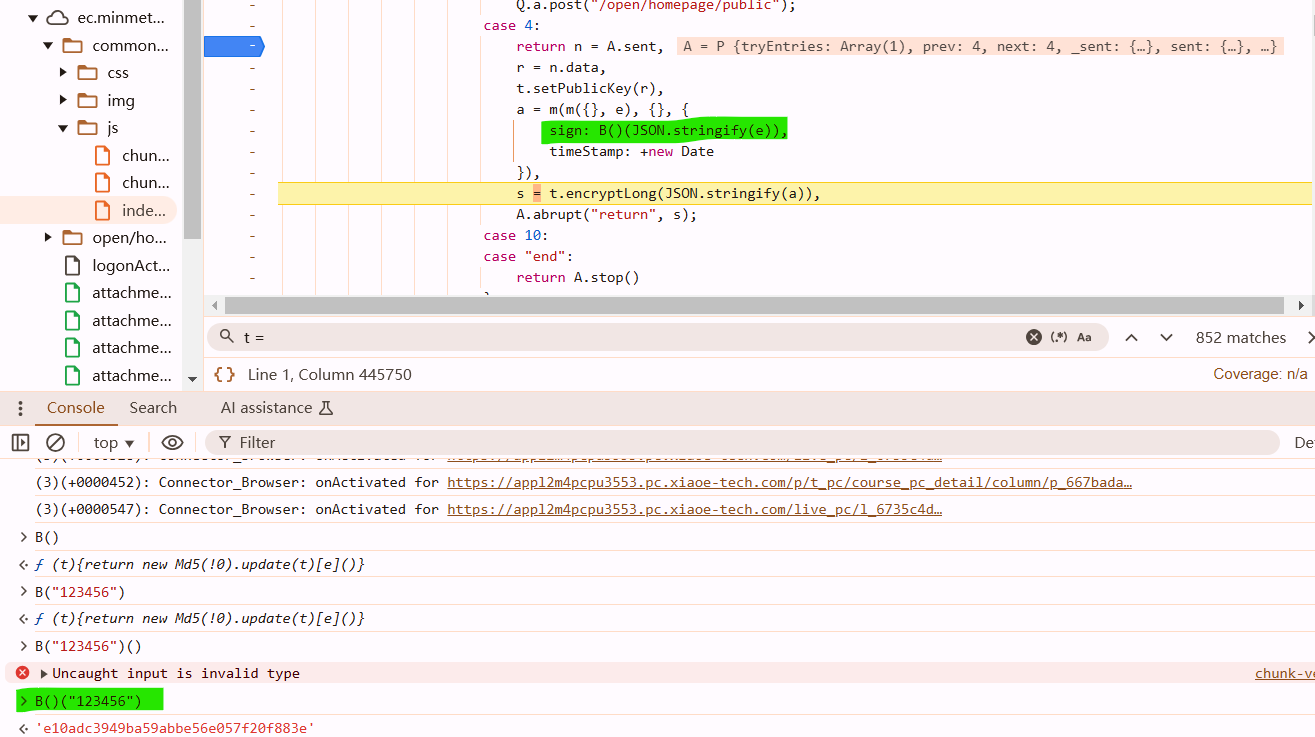 ec.minmet...
common...
css
img
js
chun...
chun...
inde...
open/ho...
logonAct...
attachme...
attachme...
attachme...
attachme...
Q.a.post("/open/homepage/public");
case 4:
return n = A.sent, A = P {tryEntries: Array(1), prev: 4, next: 4, _sent: {…}, sent: {…}, …}
r = n.data,
t.setPublicKey(r),
a = m(m({}, e), {}, {
sign: B()(JSON.stringify(e)),
timeStamp: +new Date
}),
s = t.encryptLong(JSON.stringify(a)),
A.abrupt("return", s);
case 10:
case "end":
return A.stop()
t =
(.*) Aa
852 matches
{} Line 1, Column 445750
Coverage: n/a
Console Search AI assistance
top Filter De
(3)(+0000452): Connector_Browser: onActivated for https://appl2m4pcpu3553.pc.xiaoe-tech.com/p/t_pc/course_pc_detail/column/p_667bada…
(3)(+0000547): Connector_Browser: onActivated for https://appl2m4pcpu3553.pc.xiaoe-tech.com/live_pc/l_6735c4d…
B()
ƒ (t){return new Md5(!0).update(t)[e]()}
B("123456")
ƒ (t){return new Md5(!0).update(t)[e]()}
B("123456")()
Uncaught input is invalid type chunk-ve
B()("123456")
'e10adc3949ba59abbe56e057f20f883e'